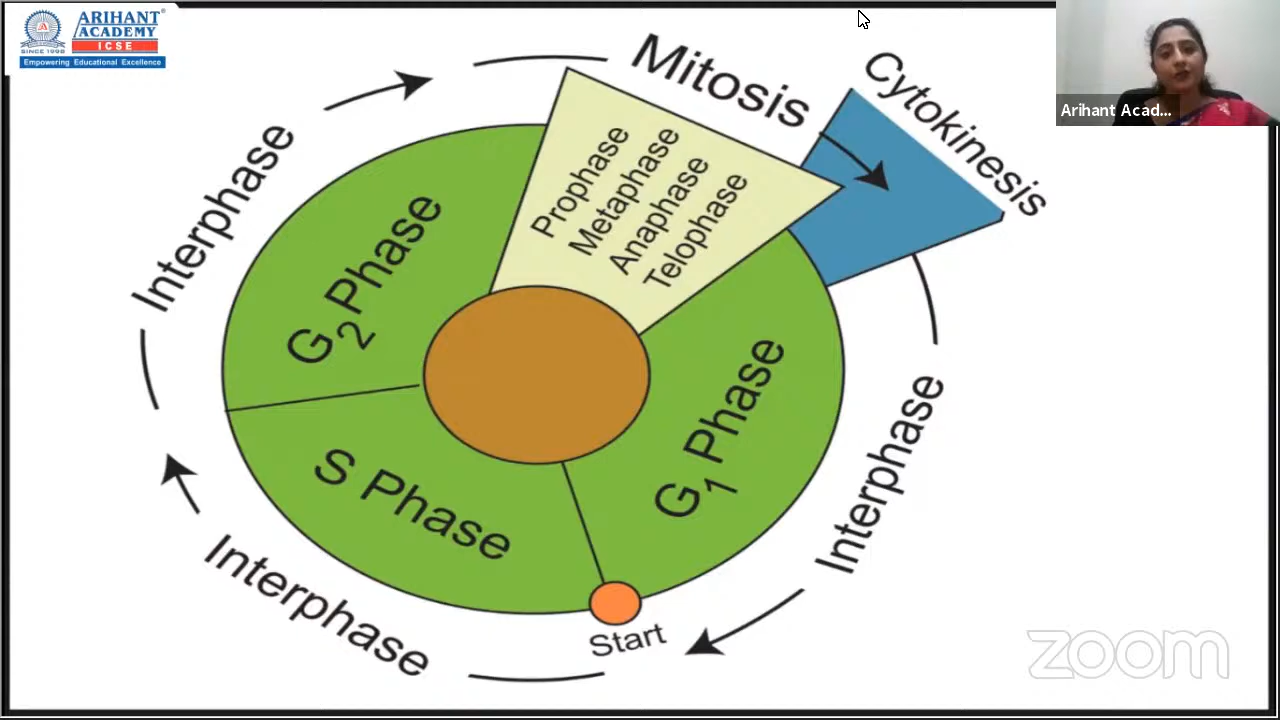 ARIHANT
ACADEMY
ICSE
SINCE 1998
Empowering Educational Excellence
Mitosis
Cytokinesis
Arihant Acad...
Prophase
Metaphase
Anaphase
Telophase
Interphase
G2 Phase
G1 Phase
S Phase
Interphase
Interphase
Start
zoom